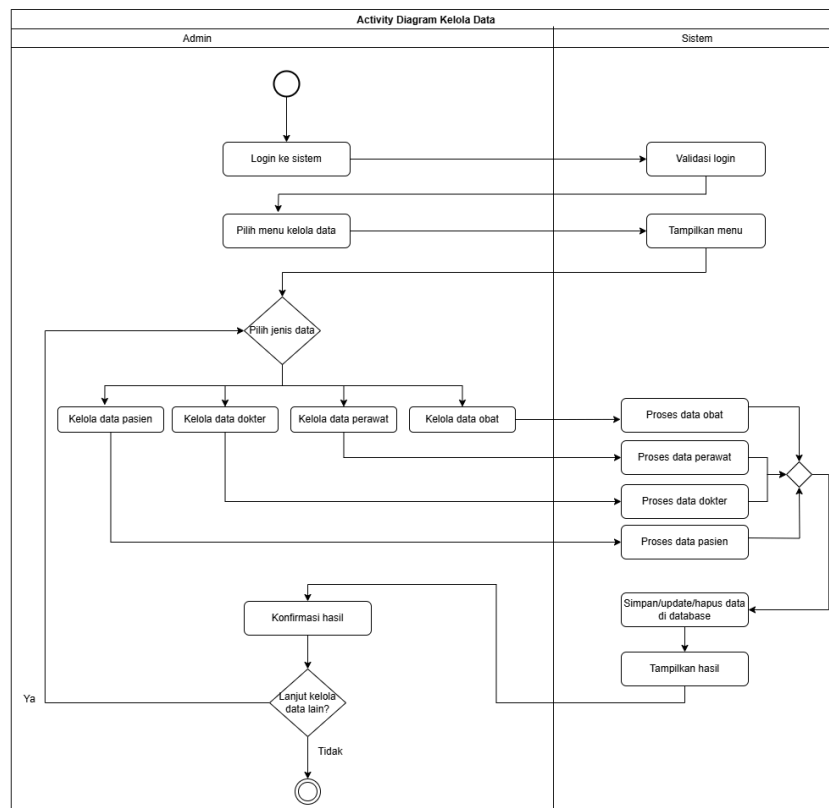 Activity Diagram Kelola Data
Admin
Sistem
Login ke sistem
Validasi login
Pilih menu kelola data
Tampilkan menu
Pilih jenis data
Kelola data pasien
Kelola data dokter
Kelola data perawat
Kelola data obat
Proses data obat
Proses data perawat
Proses data dokter
Proses data pasien
Simpan/update/hapus data
di database
Konfirmasi hasil
Tampilkan hasil
Lanjut kelola
data lain?
Ya
Tidak